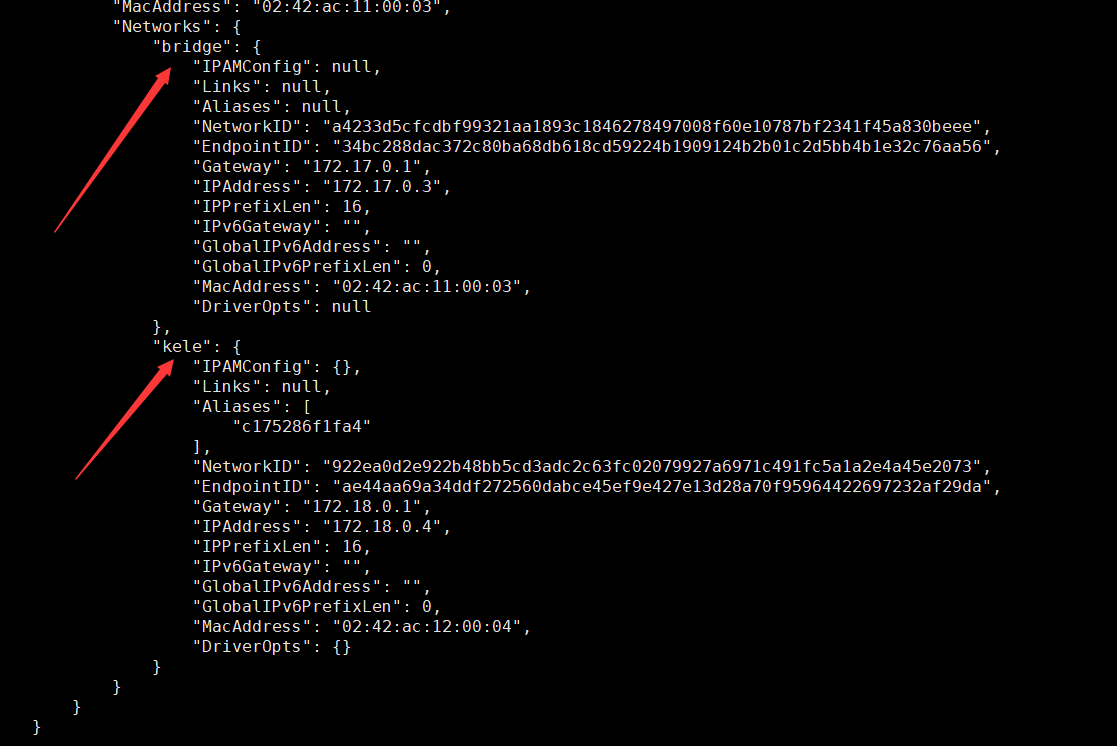 "MacAddress": "02:42:ac:11:00:03",
"Networks": {
"bridge": {
"IPAMConfig": null,
"Links": null,
"Aliases": null,
"NetworkID": "a4233d5cfcdbf99321aa1893c1846278497008f60e10787bf2341f45a830beee",
"EndpointID": "34bc288dac372c80ba68db618cd59224b1909124b2b01c2d5bb4b1e32c76aa56",
"Gateway": "172.17.0.1",
"IPAddress": "172.17.0.3",
"IPPrefixLen": 16,
"IPv6Gateway": "",
"GlobalIPv6Address": "",
"GlobalIPv6PrefixLen": 0,
"MacAddress": "02:42:ac:11:00:03",
"DriverOpts": null
},
"kele": {
"IPAMConfig": {},
"Links": null,
"Aliases": [
"c175286f1fa4"
],
"NetworkID": "922ea0d2e922b48bb5cd3adc2c63fc02079927a6971c491fc5a1a2e4a45e2073",
"EndpointID": "ae44aa69a34ddf272560dabce45ef9e427e13d28a70f95964422697232af29da",
"Gateway": "172.18.0.1",
"IPAddress": "172.18.0.4",
"IPPrefixLen": 16,
"IPv6Gateway": "",
"GlobalIPv6Address": "",
"GlobalIPv6PrefixLen": 0,
"MacAddress": "02:42:ac:12:00:04",
"DriverOpts": {}
}
}
}
}